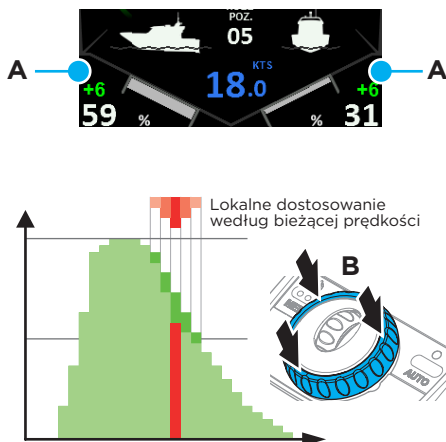 POZ.
05
A
A
KTS
18.0
+6
+6
59
%
%
31
Lokalne dostosowanie
według bieżącej prędkości
B
AUTO